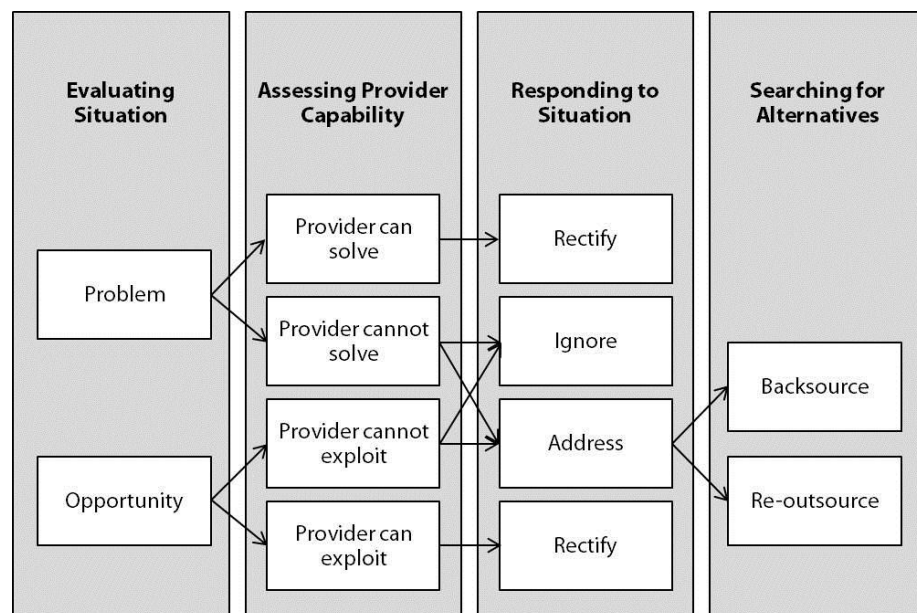 Evaluating
Situation
Assessing Provider
Capability
Responding to
Situation
Searching for
Alternatives
Problem
Opportunity
Provider can
solve
Provider cannot
solve
Provider cannot
exploit
Provider can
exploit
Rectify
Ignore
Address
Rectify
Backsource
Re-outsource